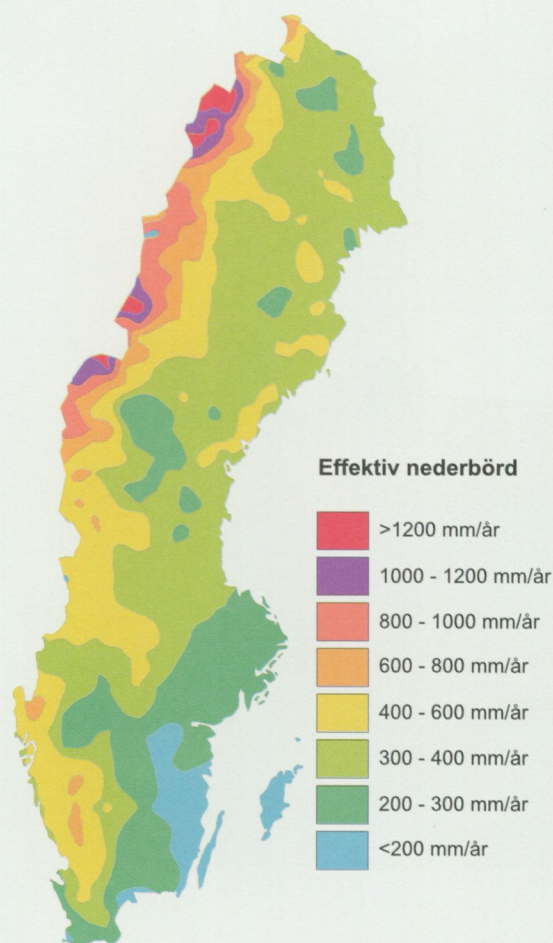 Effektiv nederbörd
>1200 mm/år
1000 - 1200 mm/år
800 - 1000 mm/år
600 - 800 mm/år
400 - 600 mm/år
300 - 400 mm/år
200 - 300 mm/år
<200 mm/år